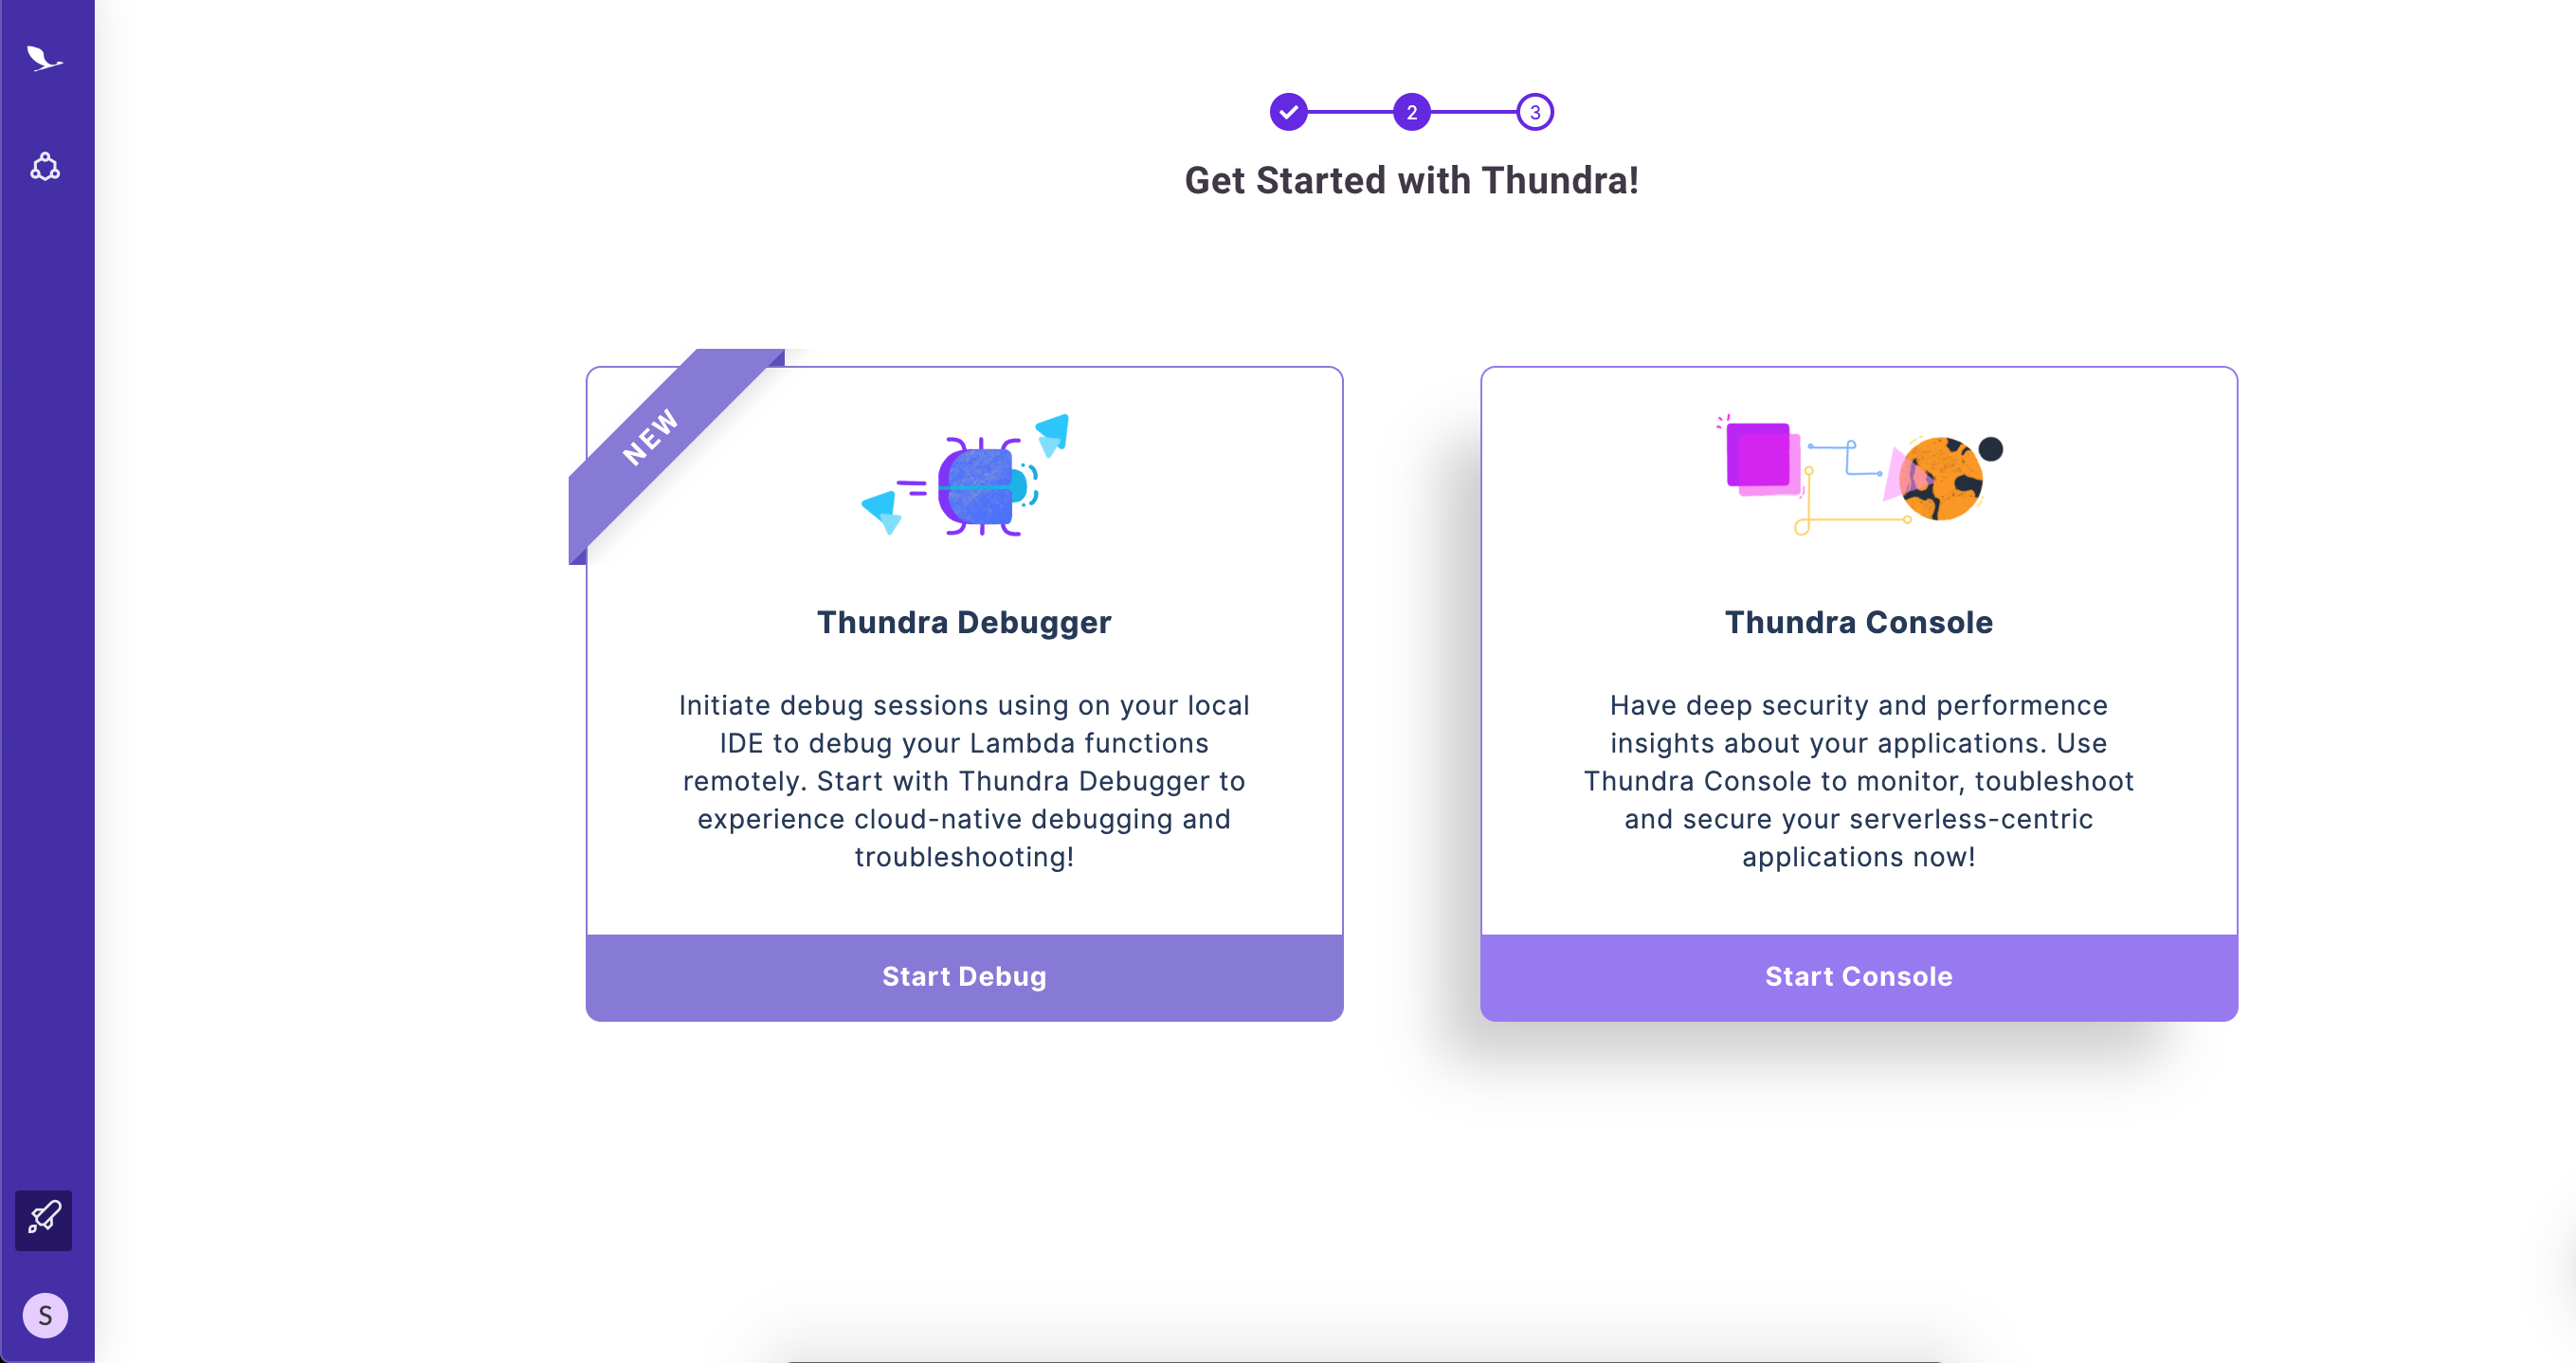 2
3
Get Started with Thundra!
NEW
Thundra Debugger
Initiate debug sessions using on your local
IDE to debug your Lambda functions
remotely. Start with Thundra Debugger to
experience cloud-native debugging and
troubleshooting!
Start Debug
Thundra Console
Have deep security and performence
insights about your applications. Use
Thundra Console to monitor, toubleshoot
and secure your serverless-centric
applications now!
Start Console
S